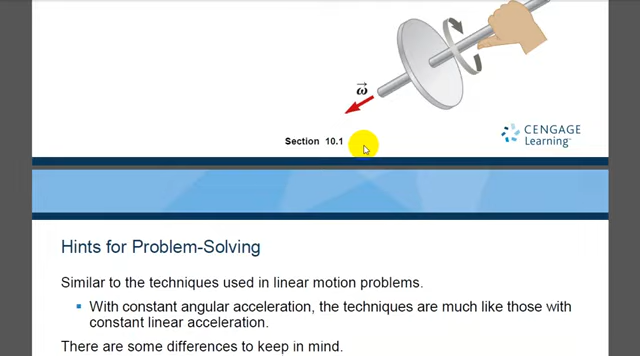 ω
Section 10.1
CENGAGE
Learning™
Hints for Problem-Solving
Similar to the techniques used in linear motion problems.
▪ With constant angular acceleration, the techniques are much like those with
constant linear acceleration.
There are some differences to keep in mind.